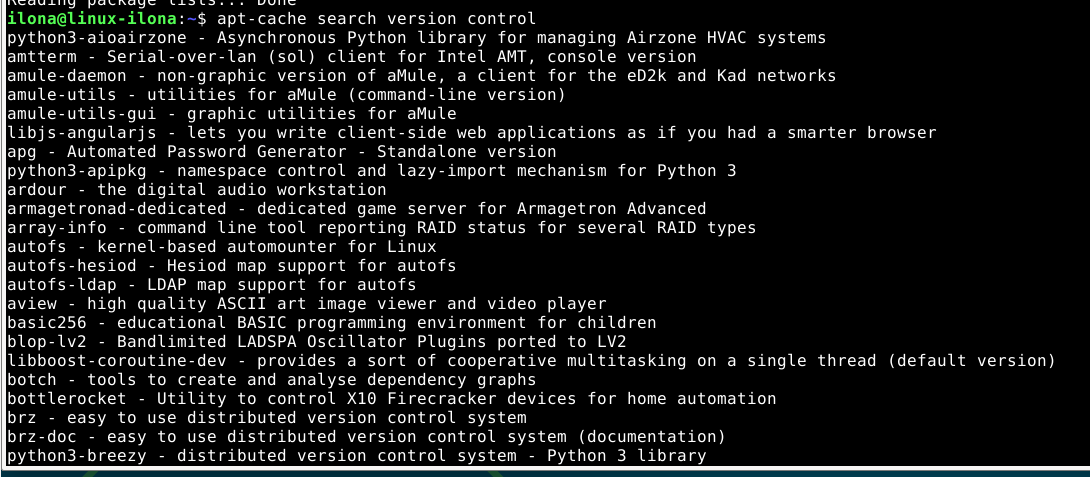 Reading package lists... Done
ilona@linux-ilona:~$ apt-cache search version control
python3-aioairzone - Asynchronous Python library for managing Airzone HVAC systems
amtterm - Serial-over-lan (sol) client for Intel AMT, console version
amule-daemon - non-graphic version of aMule, a client for the eD2k and Kad networks
amule-utils - utilities for aMule (command-line version)
amule-utils-gui - graphic utilities for aMule
libjs-angularjs - lets you write client-side web applications as if you had a smarter browser
apg - Automated Password Generator - Standalone version
python3-apipkg - namespace control and lazy-import mechanism for Python 3
ardour - the digital audio workstation
armagetronad-dedicated - dedicated game server for Armagetron Advanced
array-info - command line tool reporting RAID status for several RAID types
autofs - kernel-based automounter for Linux
autofs-hesiod - Hesiod map support for autofs
autofs-ldap - LDAP map support for autofs
aview - high quality ASCII art image viewer and video player
basic256 - educational BASIC programming environment for children
blop-lv2 - Bandlimited LADSPA Oscillator Plugins ported to LV2
libboost-coroutine-dev - provides a sort of cooperative multitasking on a single thread (default version)
botch - tools to create and analyse dependency graphs
bottlerocket - Utility to control X10 Firecracker devices for home automation
brz - easy to use distributed version control system
brz-doc - easy to use distributed version control system (documentation)
python3-breezy - distributed version control system - Python 3 library